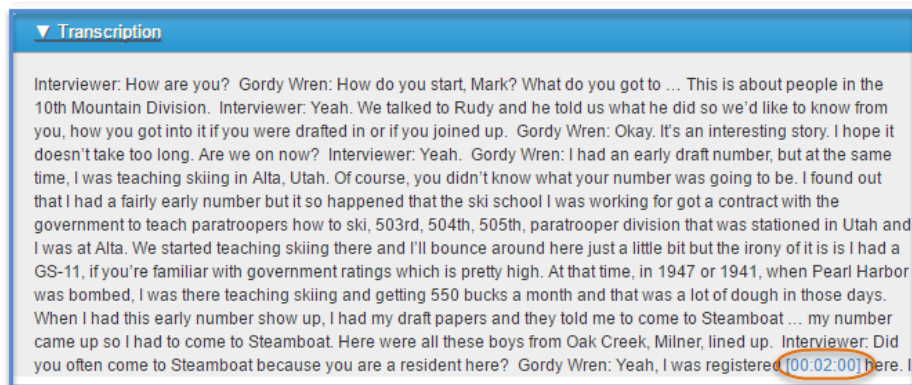 ▼ Transcription
Interviewer: How are you?  Gordy Wren: How do you start, Mark? What do you got to … This is about people in the
10th Mountain Division.  Interviewer: Yeah. We talked to Rudy and he told us what he did so we'd like to know from
you, how you got into it if you were drafted in or if you joined up.  Gordy Wren: Okay. It's an interesting story. I hope it
doesn't take too long. Are we on now?  Interviewer: Yeah.  Gordy Wren: I had an early draft number, but at the same
time, I was teaching skiing in Alta, Utah. Of course, you didn't know what your number was going to be. I found out
that I had a fairly early number but it so happened that the ski school I was working for got a contract with the
government to teach paratroopers how to ski, 503rd, 504th, 505th, paratrooper division that was stationed in Utah and
I was at Alta. We started teaching skiing there and I'll bounce around here just a little bit but the irony of it is is I had a
GS-11, if you're familiar with government ratings which is pretty high. At that time, in 1947 or 1941, when Pearl Harbor
was bombed, I was there teaching skiing and getting 550 bucks a month and that was a lot of dough in those days.
When I had this early number show up, I had my draft papers and they told me to come to Steamboat … my number
came up so I had to come to Steamboat. Here were all these boys from Oak Creek, Milner, lined up.  Interviewer: Did
you often come to Steamboat because you are a resident here?  Gordy Wren: Yeah, I was registered [00:02:00] here. I